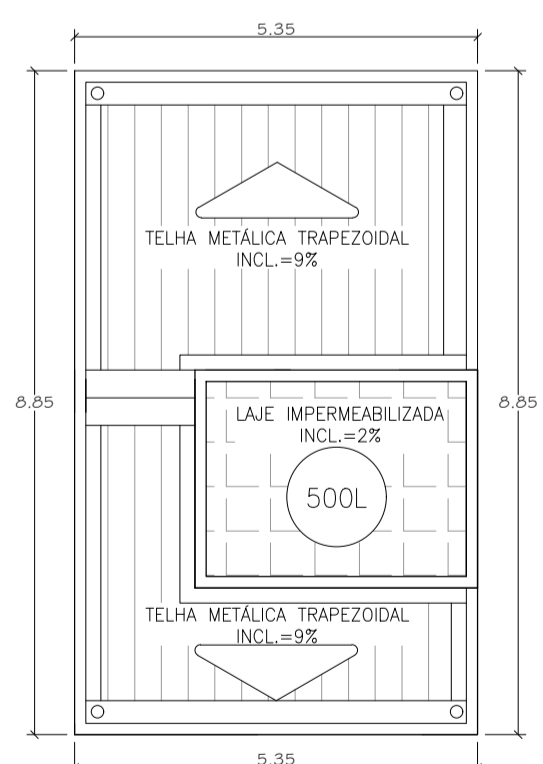 5.35
TELHA METÁLICA TRAPEZOIDAL
INCL.=9%
8.85
8.85
LAJE IMPERMEABILIZADA
INCL.=2%
500L
TELHA METÁLICA TRAPEZOIDAL
INCL.=9%
5.35